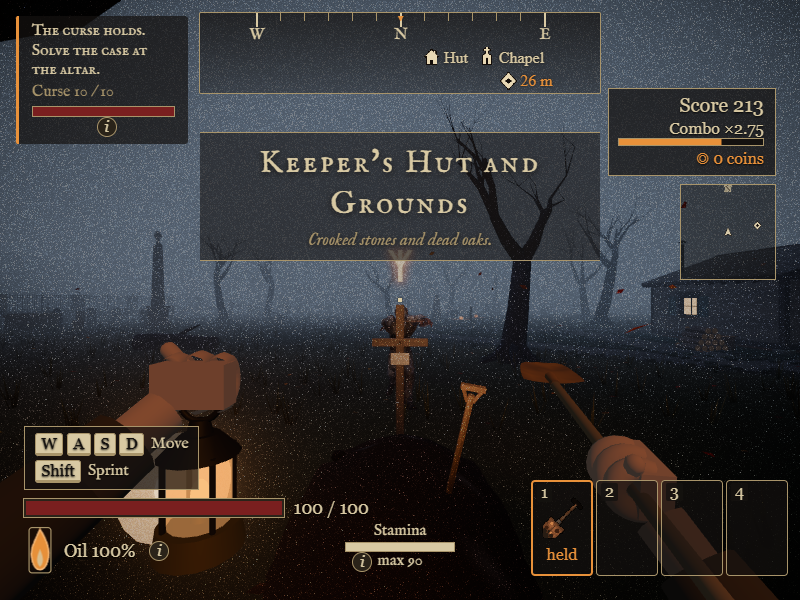 The curse holds.
Solve the case at
the altar.
Curse 10 / 10
i
W N E
Hut Chapel
26 m
Score 213
Combo ×2.75
© 0 coins
Keeper's Hut and
Grounds
Crooked stones and dead oaks.
N
W A S D Move
Shift Sprint
100 / 100
Oil 100% i
Stamina
i max 90
1 2 3 4
held